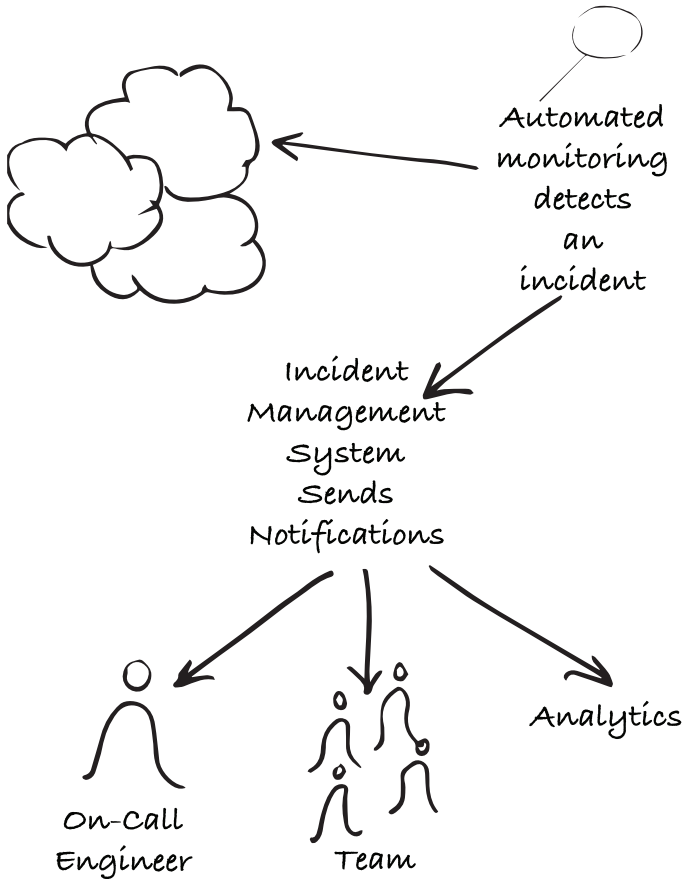 Automated
monitoring
detects
an
incident
Incident
Management
System
Sends
Notifications
Analytics
On-Call
Engineer
Team